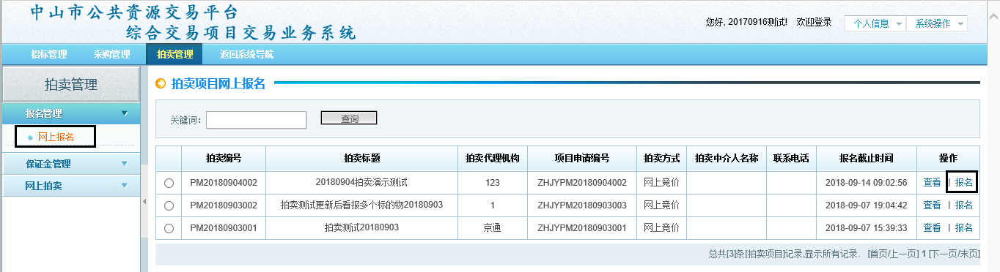 中山市公共资源交易平台
综合交易项目交易业务系统
您好, 20170916测试! 欢迎登录 个人信息 系统操作
招标管理 采购管理 拍卖管理 返回系统导航
拍卖管理
报名管理
网上报名
保证金管理
网上拍卖
拍卖项目网上报名
关键词: 查询
拍卖编号 拍卖标题 拍卖代理机构 项目申请编号 拍卖方式 拍卖中介人名称 联系电话 报名截止时间 操作
PM20180904002 20180904拍卖演示测试 123 ZHJYPM20180904002 网上竞价 2018-09-14 09:02:56 查看 | 报名
PM20180903002 拍卖测试更新后看报多个标的物20180903 1 ZHJYPM20180903003 网上竞价 2018-09-07 19:04:42 查看 | 报名
PM20180903001 拍卖测试20180903 京通 ZHJYPM20180903001 网上竞价 2018-09-07 15:39:33 查看 | 报名
总共[3]条[拍卖项目]记录,显示所有记录. [首页/上一页] 1 [下一页/末页]